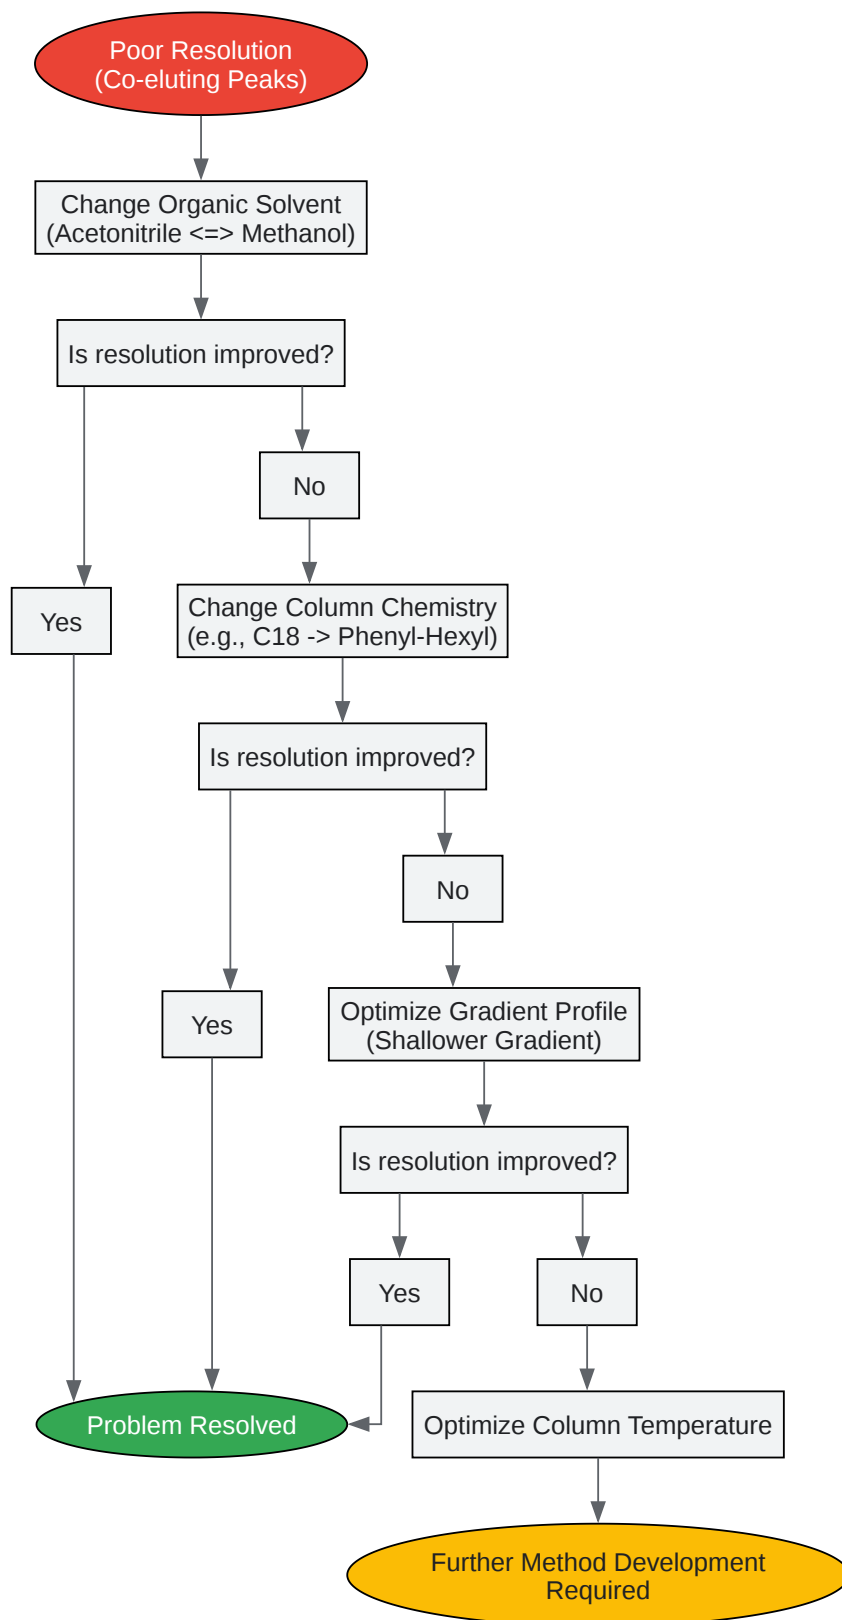 Poor Resolution
(Co-eluting Peaks)
Change Organic Solvent
(Acetonitrile <=> Methanol)
Is resolution improved?
No
Yes
Change Column Chemistry
(e.g., C18 -> Phenyl-Hexyl)
Is resolution improved?
No
Yes
Optimize Gradient Profile
(Shallower Gradient)
Is resolution improved?
Yes
No
Problem Resolved
Optimize Column Temperature
Further Method Development
Required